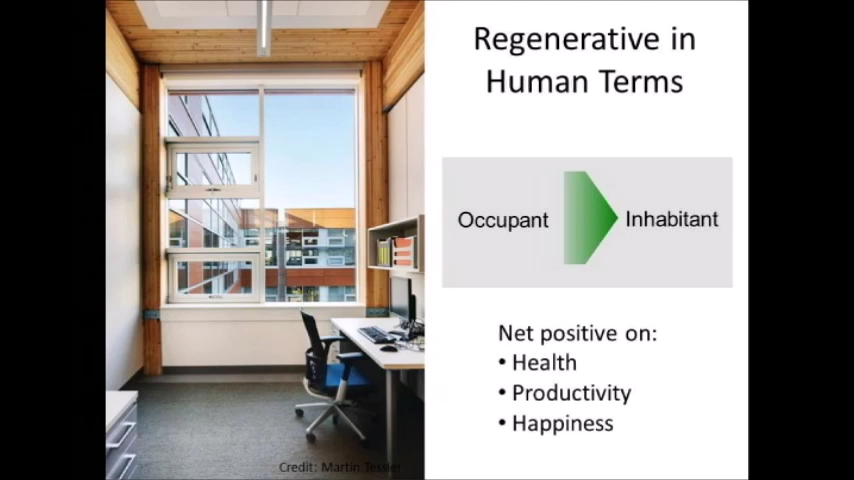 Regenerative in
Human Terms
Occupant
Inhabitant
Net positive on:
• Health
• Productivity
• Happiness
Credit: Martin Tessler